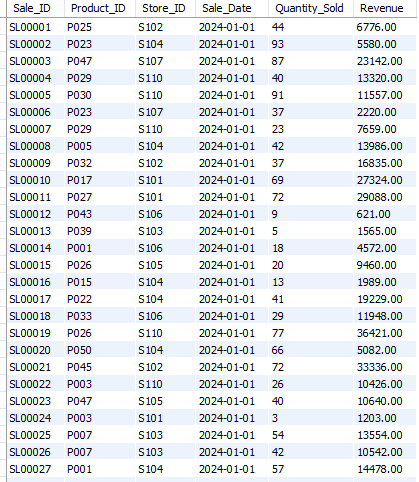 Sale_ID Product_ID Store_ID Sale_Date Quantity_Sold Revenue
SL00001 P025 S102 2024-01-01 44 6776.00
SL00002 P023 S104 2024-01-01 93 5580.00
SL00003 P047 S107 2024-01-01 87 23142.00
SL00004 P029 S110 2024-01-01 40 13320.00
SL00005 P030 S110 2024-01-01 91 11557.00
SL00006 P023 S107 2024-01-01 37 2220.00
SL00007 P029 S110 2024-01-01 23 7659.00
SL00008 P005 S104 2024-01-01 42 13986.00
SL00009 P032 S102 2024-01-01 37 16835.00
SL00010 P017 S101 2024-01-01 69 27324.00
SL00011 P027 S101 2024-01-01 72 29088.00
SL00012 P043 S106 2024-01-01 9 621.00
SL00013 P039 S103 2024-01-01 5 1565.00
SL00014 P001 S106 2024-01-01 18 4572.00
SL00015 P026 S105 2024-01-01 20 9460.00
SL00016 P015 S104 2024-01-01 13 1989.00
SL00017 P022 S104 2024-01-01 41 19229.00
SL00018 P033 S106 2024-01-01 29 11948.00
SL00019 P026 S110 2024-01-01 77 36421.00
SL00020 P050 S104 2024-01-01 66 5082.00
SL00021 P045 S102 2024-01-01 72 33336.00
SL00022 P003 S110 2024-01-01 26 10426.00
SL00023 P047 S105 2024-01-01 40 10640.00
SL00024 P003 S101 2024-01-01 3 1203.00
SL00025 P007 S103 2024-01-01 54 13554.00
SL00026 P007 S103 2024-01-01 42 10542.00
SL00027 P001 S104 2024-01-01 57 14478.00